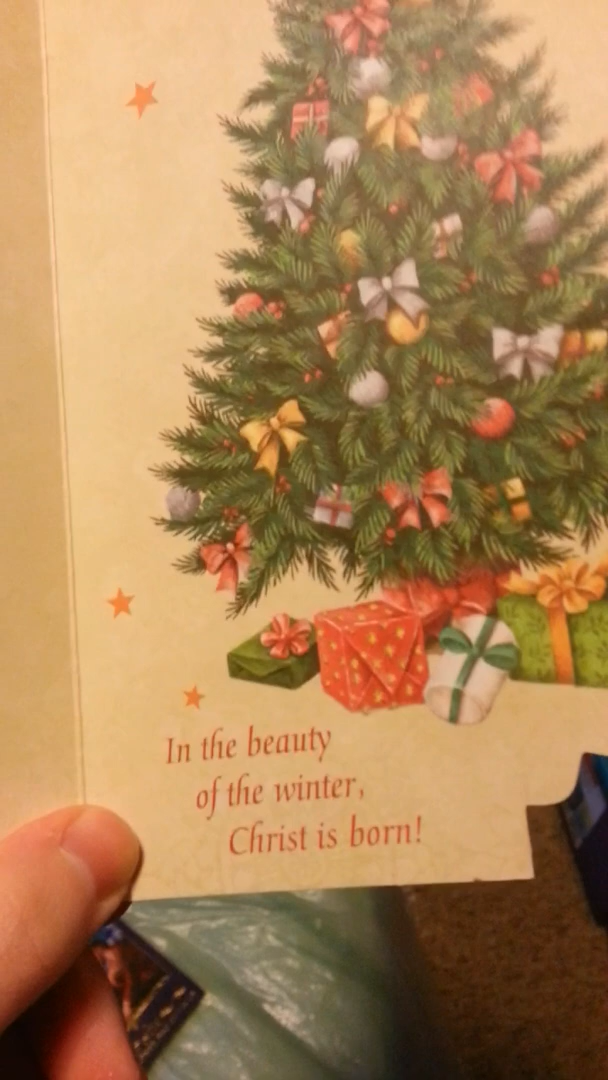 In the beauty
of the winter,
Christ is born!